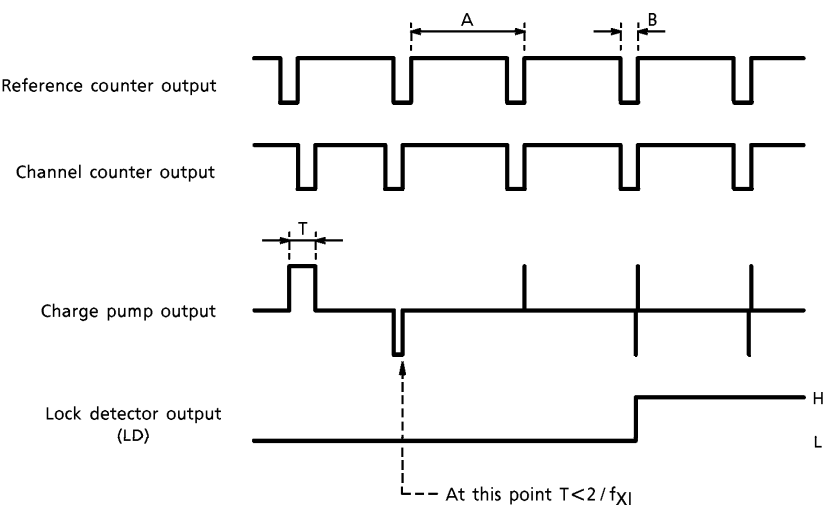 A
B
Reference counter output
Channel counter output
T
Charge pump output
Lock detector output
(LD)
H
L
At this point T<2/fXI